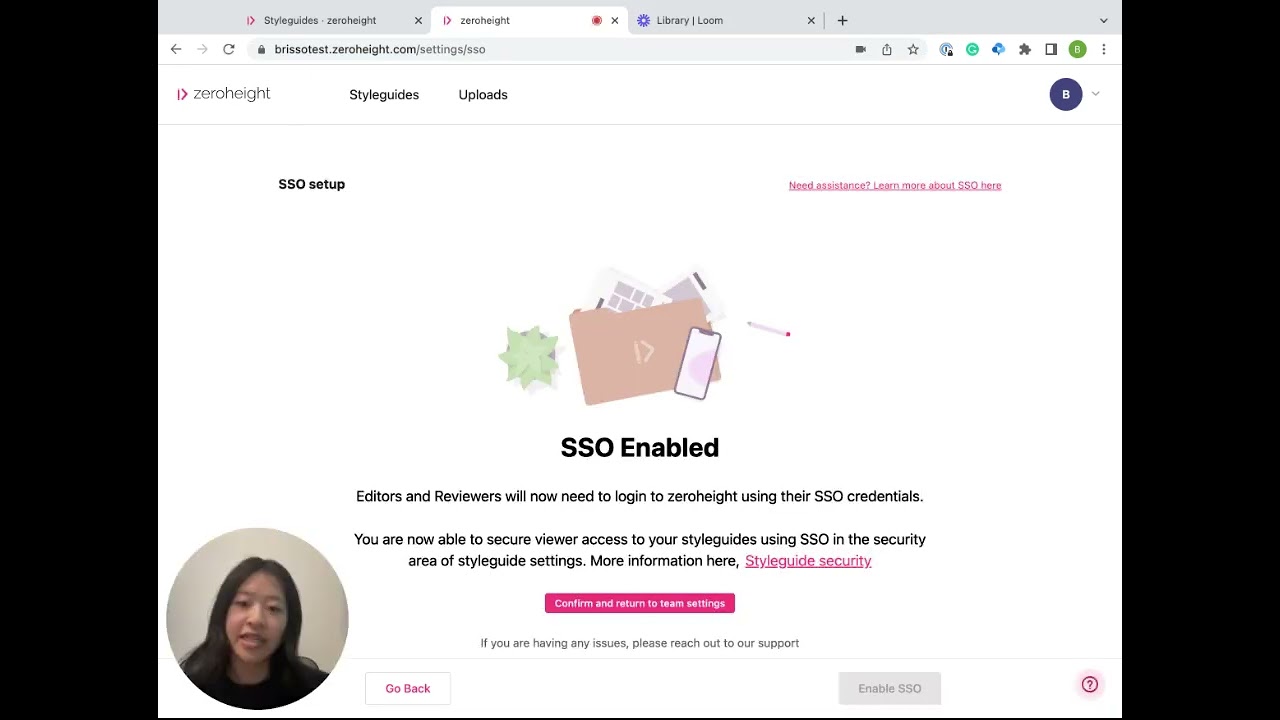 Styleguides · zeroheight
zeroheight
Library | Loom
brissotest.zeroheight.com/settings/sso
B
zeroheight
Styleguides
Uploads
B
SSO setup
Need assistance? Learn more about SSO here
SSO Enabled
Editors and Reviewers will now need to login to zeroheight using their SSO credentials.
You are now able to secure viewer access to your styleguides using SSO in the security
area of styleguide settings. More information here, Styleguide security
Confirm and return to team settings
If you are having any issues, please reach out to our support
Go Back
Enable SSO
?